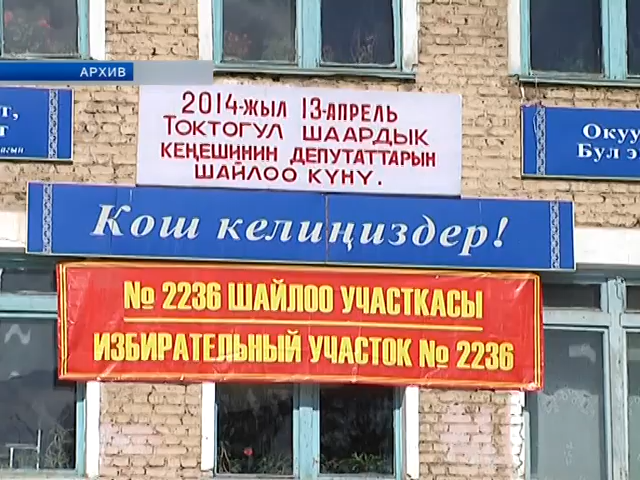 АРХИВ
2014-ЖЫЛ 13-АПРЕЛЬ
ТОКТОГУЛ ШААРДЫК
КЕҢЕШИНИН ДЕПУТАТТАРЫН
ШАЙЛОО КҮНҮ.
Окуу
Бул э
Кош келиңиздер!
№ 2236 ШАЙЛОО УЧАСТКАСЫ
ИЗБИРАТЕЛЬНЫЙ УЧАСТОК № 2236